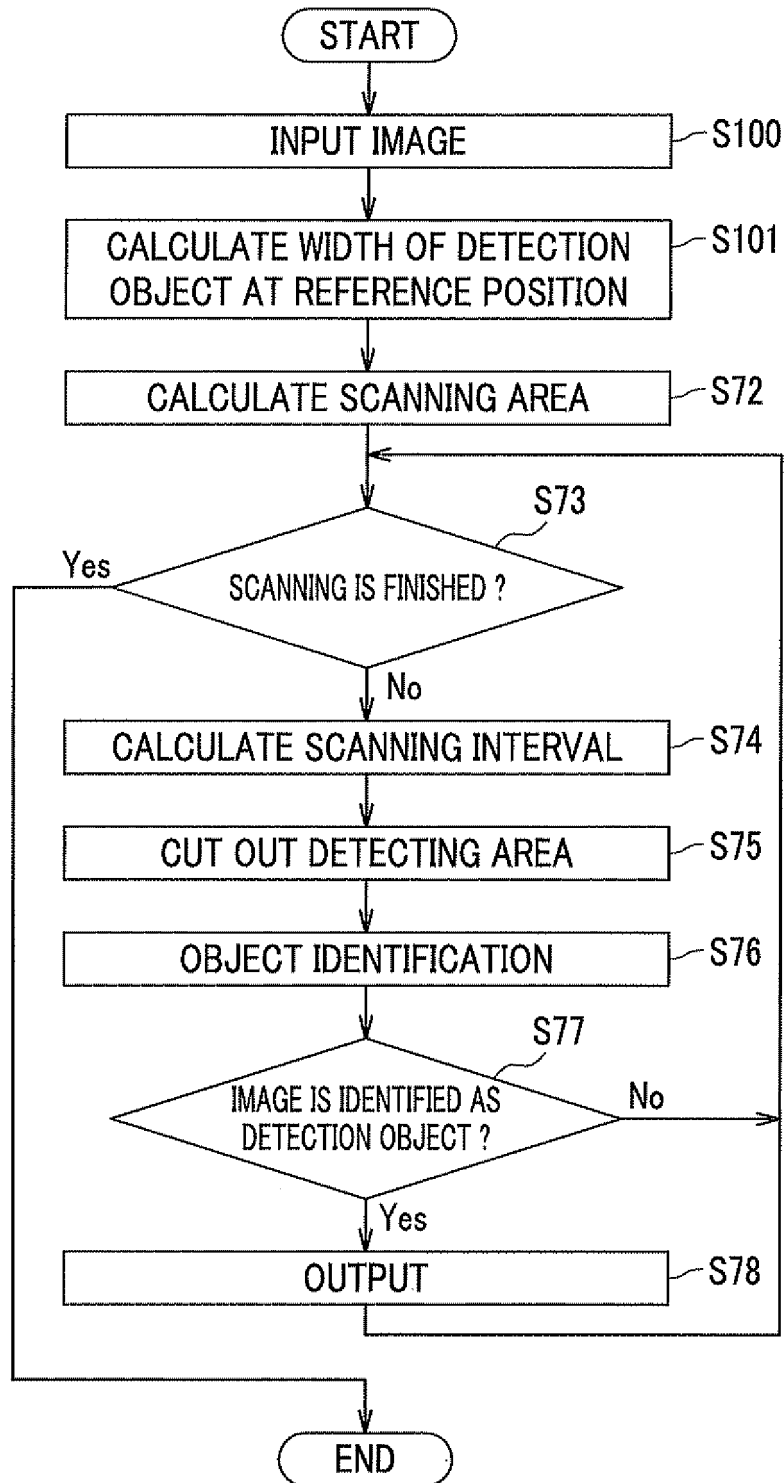 START
INPUT IMAGE
S100
CALCULATE WIDTH OF DETECTION
OBJECT AT REFERENCE POSITION
S101
CALCULATE SCANNING AREA
S72
S73
Yes
SCANNING IS FINISHED ?
No
CALCULATE SCANNING INTERVAL
S74
CUT OUT DETECTING AREA
S75
OBJECT IDENTIFICATION
S76
S77
IMAGE IS IDENTIFIED AS
DETECTION OBJECT ?
No
Yes
OUTPUT
S78
END